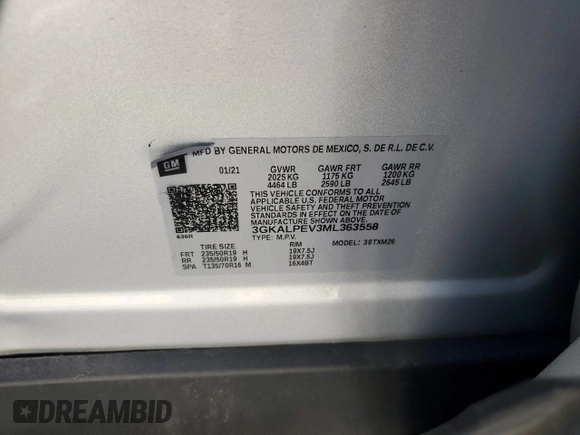 GM
MFD BY GENERAL MOTORS DE MEXICO, S. DE R.L. DE C.V.
01/21 GVWR GAWR FRT GAWR RR
2025 KG 1175 KG 1200 KG
4464 LB 2590 LB 2645 LB
THIS VEHICLE CONFORMS TO ALL
APPLICABLE U.S. FEDERAL MOTOR
VEHICLE SAFETY AND THEFT PREVENTION
STANDARDS IN EFFECT ON THE DATE OF
MANUFACTURE SHOWN ABOVE.
3GKALPEV3ML363558
TYPE: M.P.V. MODEL: 38TXM26
TIRE SIZE RIM
FRT 235/50R19 H 19X7.5J
RR 235/50R19 H 19X7.5J
SPA T135/70R16 M 16X4BT
DREAMBID